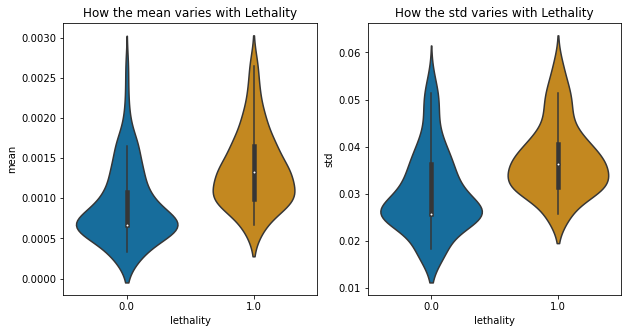 How the mean varies with Lethality
0.0030
0.0025
0.0020
0.0015
0.0010
0.0005
0.0000
mean
0.0
1.0
lethality
How the std varies with Lethality
0.06
0.05
0.04
0.03
0.02
0.01
std
0.0
1.0
lethality